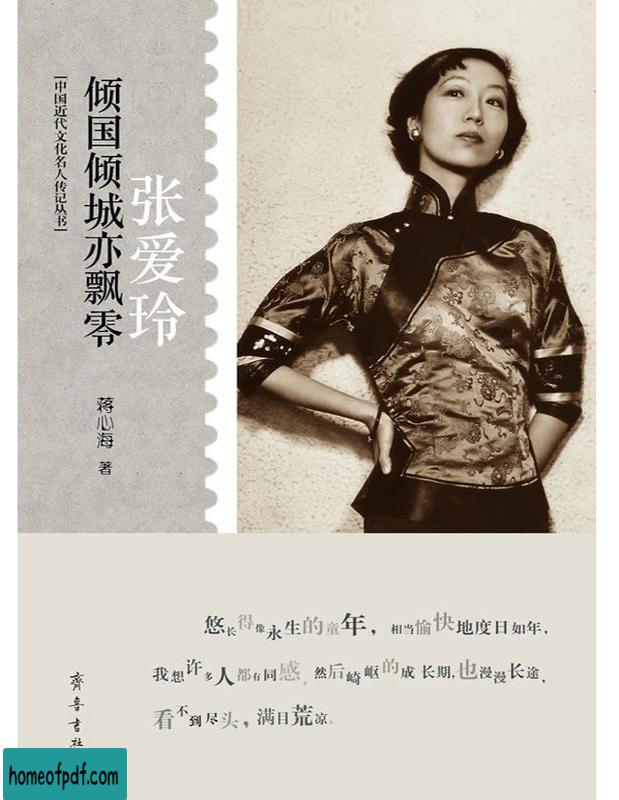 [中国近代文化名人传记丛书]
倾国倾城亦飘零
张爱玲
蒋心海 著
悠长得像永生的童年，相当愉快地度日如年，
我想许多人都有同感。然后崎岖的成长期,也漫漫长途，
看不到尽头，满目荒凉。
齐鲁书社
homeofpdf.com